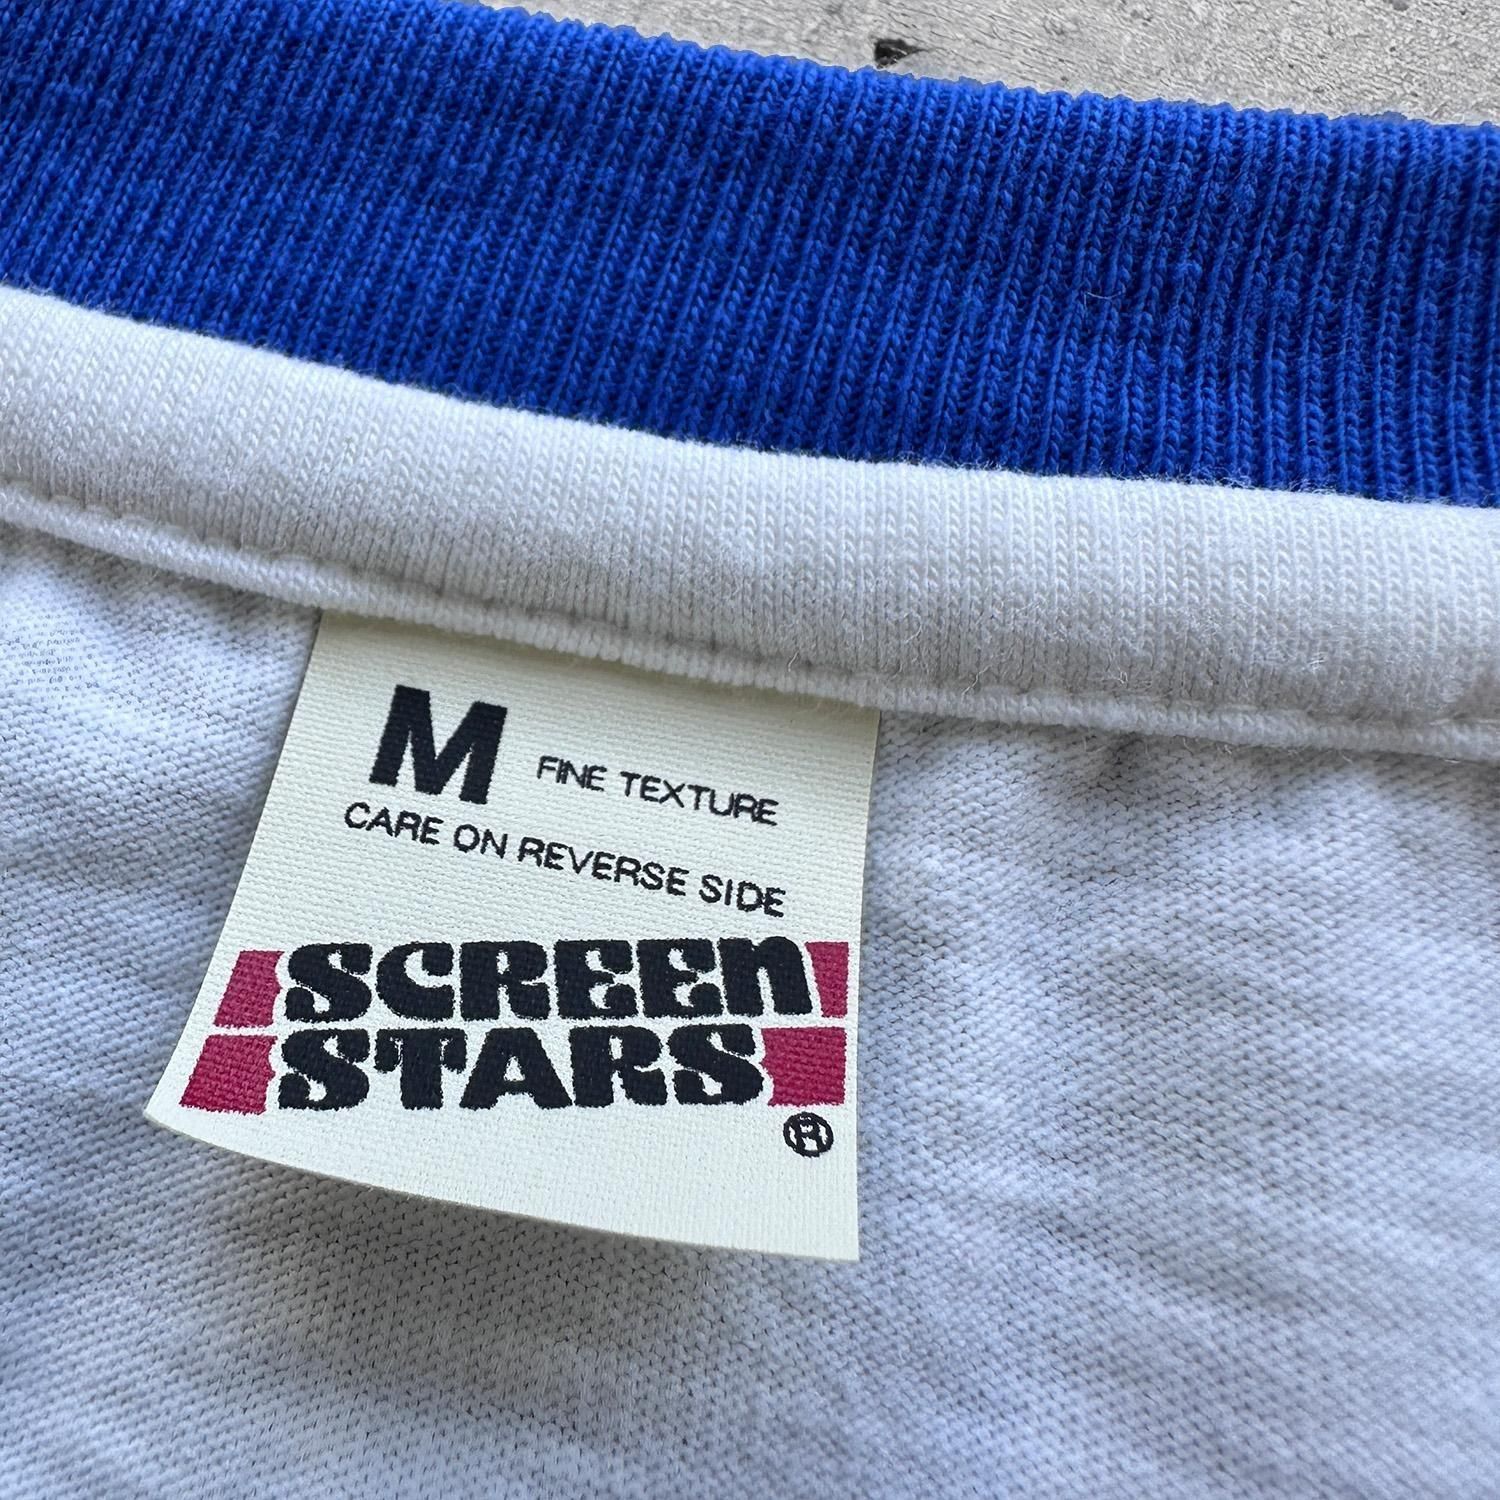 M FINE TEXTURE
CARE ON REVERSE SIDE
SCREEN
STARS
®